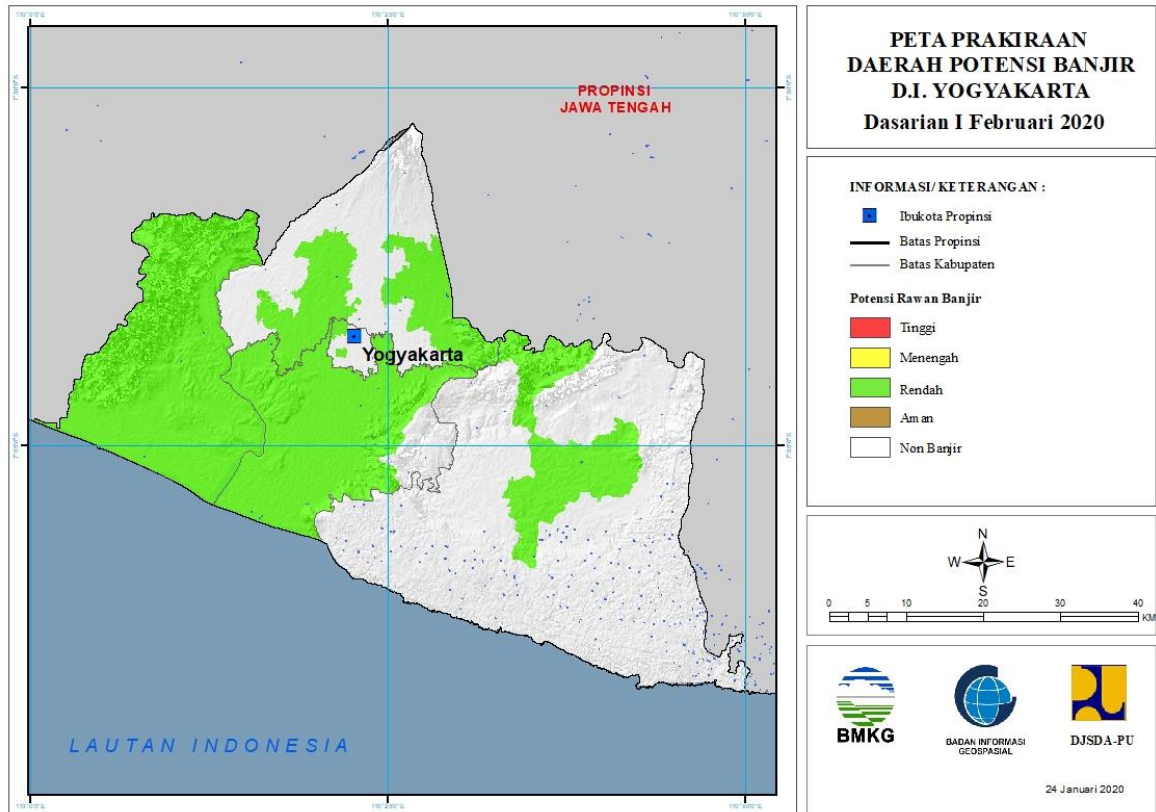 PROPINSI
JAWA TENGAH
Yogyakarta
LAUTAN INDONESIA
PETA PRAKIRAAN
DAERAH POTENSI BANJIR
D.I. YOGYAKARTA
Dasarian I Februari 2020
INFORMASI/ KETERANGAN :
Ibukota Propinsi
Batas Propinsi
Batas Kabupaten
Potensi Rawan Banjir
Tinggi
Menengah
Rendah
Aman
Non Banjir
N
W E
S
0 5 10 20 30 40
KM
BMKG
BADAN INFORMASI
GEOSPASIAL
DJSDA-PU
24 Januari 2020